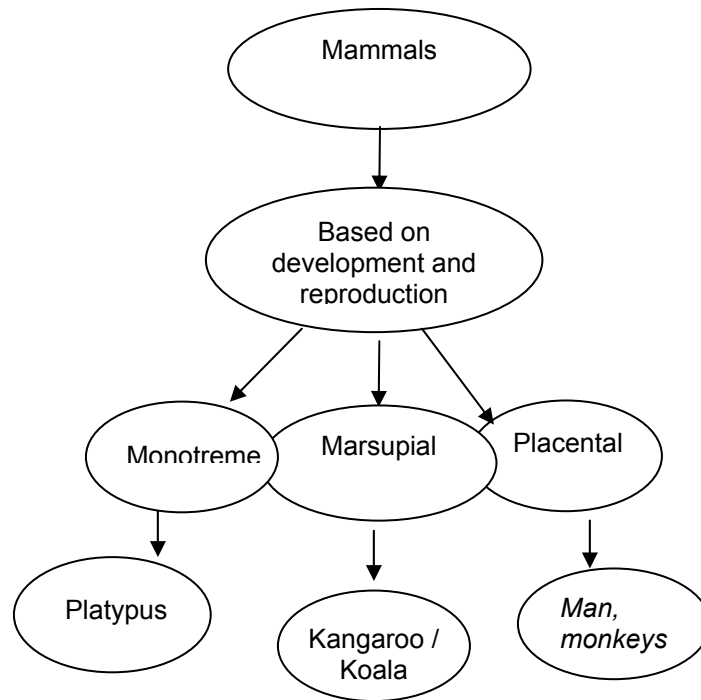 Mammals
Based on
development and
reproduction
Monotreme
Marsupial
Placental
Platypus
Kangaroo /
Koala
Man,
monkeys